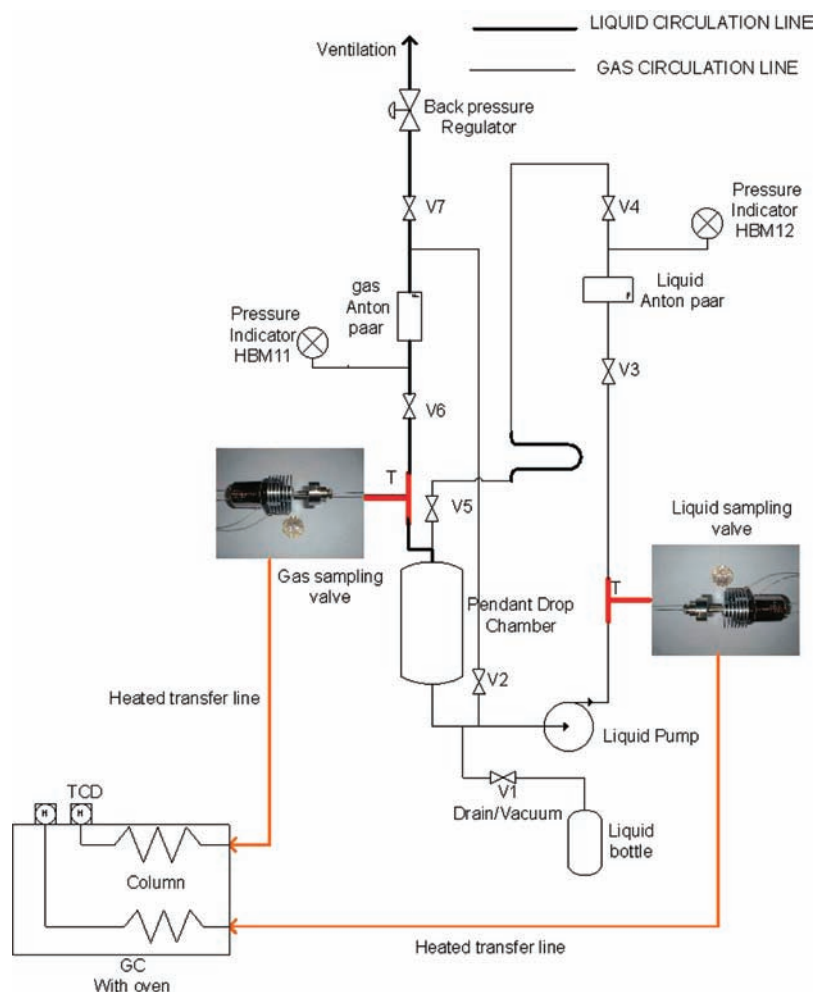 LIQUID CIRCULATION LINE
Ventilation
GAS CIRCULATION LINE
Back pressure
Regulator
V7
V4
Pressure
Indicator
HBM12
gas
Anton
paar
Liquid
Anton paar
Pressure
Indicator
HBM11
V3
V6
T
V5
Liquid sampling
valve
Gas sampling
valve
Pendant Drop
Chamber
T
V2
Heated transfer line
Liquid Pump
V1
Drain/Vacuum
Liquid
bottle
TCD
H
H
Column
GC
With oven
Heated transfer line